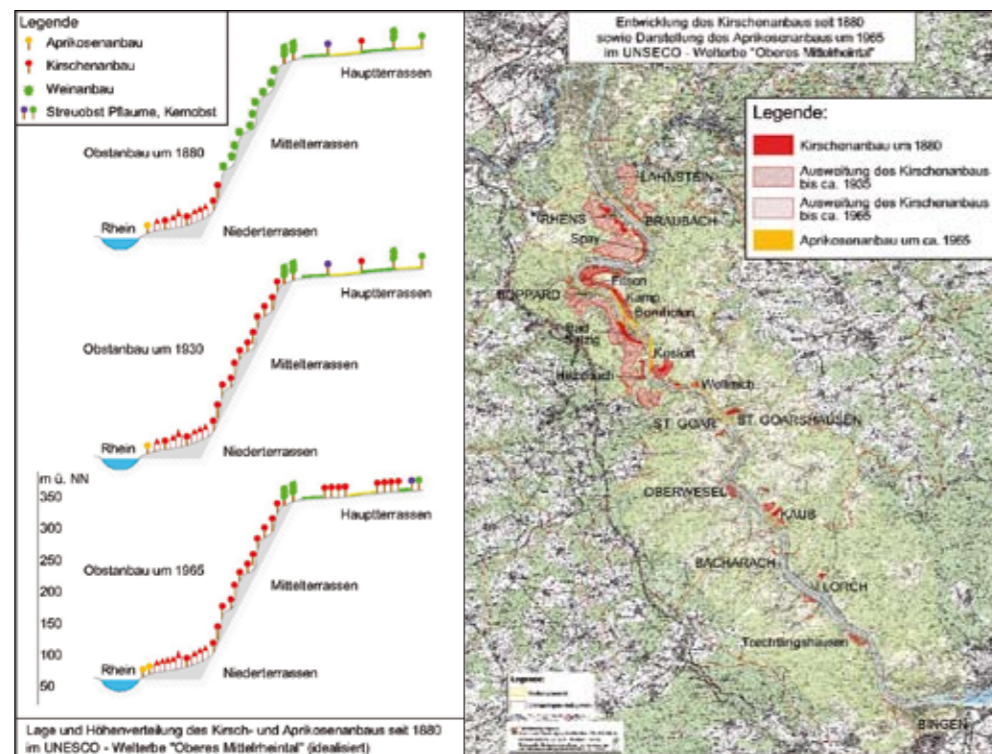 Legende
Aprikosenanbau
Kirschenanbau
Weinanbau
Streuobst Pflaume, Kernobst
Hauptterrassen
Obstanbau um 1880
Mittelterrassen
Rhein
Niederterrassen
Hauptterrassen
Obstanbau um 1930
Mittelterrassen
Rhein
Niederterrassen
m ü. NN
350
300
250
200
150
100
50
Hauptterrassen
Obstanbau um 1965
Mittelterrassen
Rhein
Niederterrassen
Lage und Höhenverteilung des Kirsch- und Aprikosenanbaus seit 1880
im UNESCO - Welterbe "Oberes Mittelrheintal" (idealisiert)
Entwicklung des Kirschenanbaus seit 1880
sowie Darstellung des Aprikosenanbaus um 1965
im UNSECO - Welterbe "Oberes Mittelrheintal"
Legende:
Kirschenanbau um 1880
Ausweitung des Kirschenanbaus
bis ca. 1935
Ausweitung des Kirschenanbaus
bis ca. 1965
Aprikosenanbau um ca. 1965
LAHNSTEIN
RHENS
BRAUBACH
Spay
Filsen
BOPPARD
Kamp
Bornhofen
Bad
Salzig
Kestert
Hirzenach
Wellmich
ST. GOAR
ST. GOARSHAUSEN
OBERWESEL
KAUB
BACHARACH
LORCH
Trechtingshausen
BINGEN
Legende: